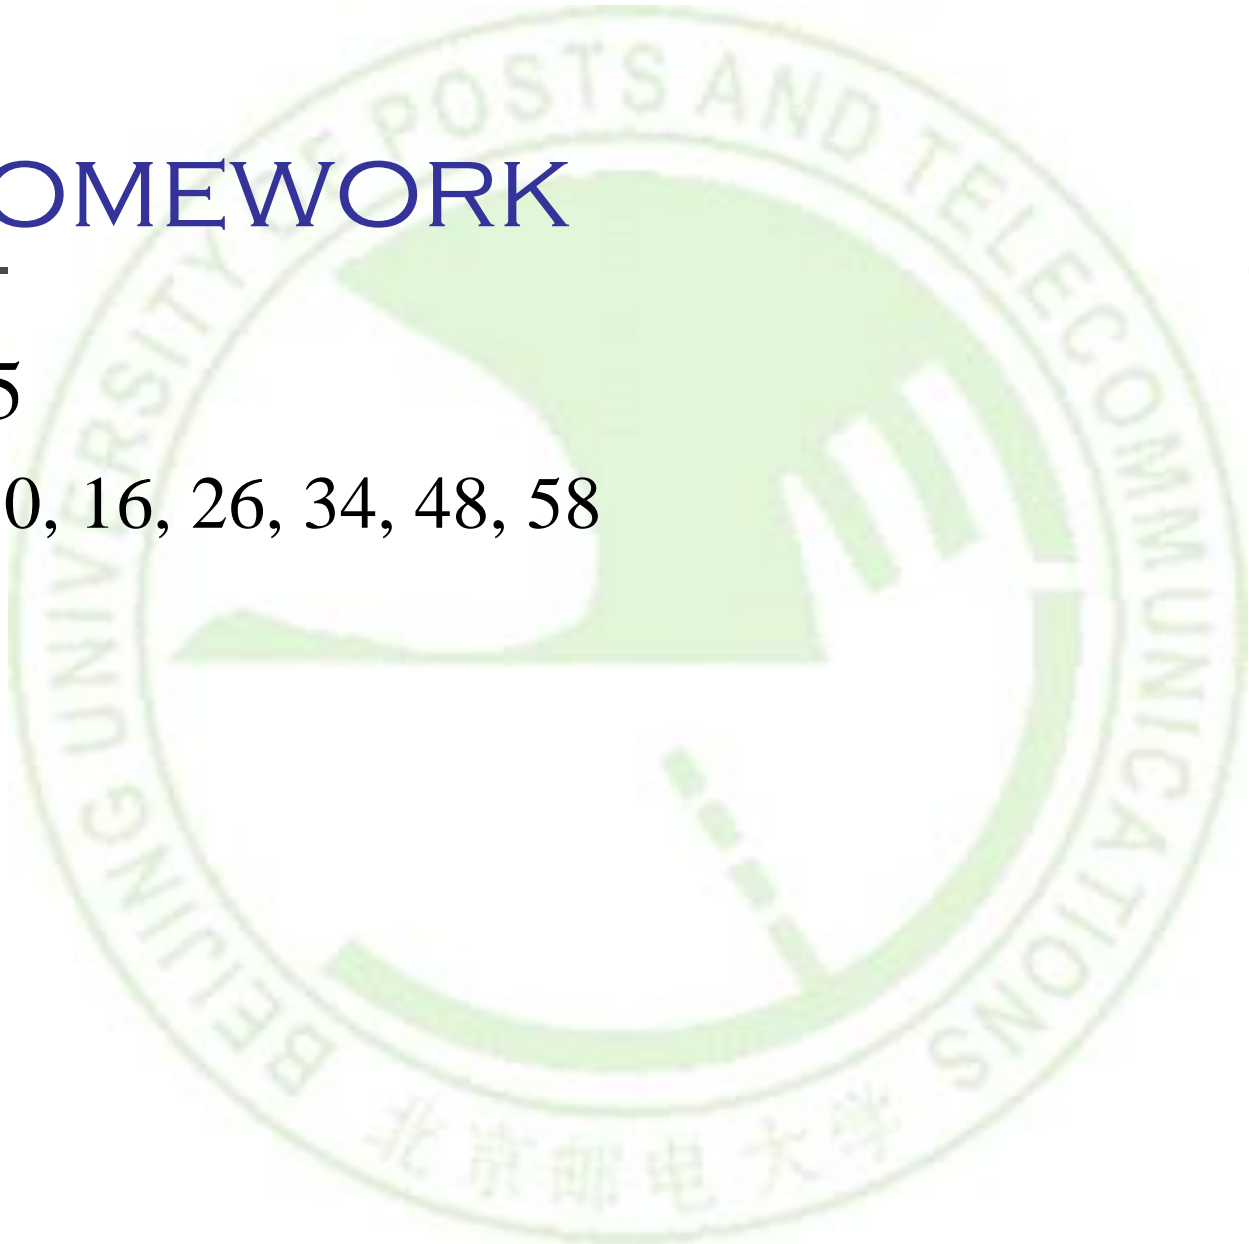 OMEWORK
5
0, 16, 26, 34, 48, 58
BEIJING UNIVERSITY OF POSTS AND TELECOMMUNICATIONS
北京邮电大学